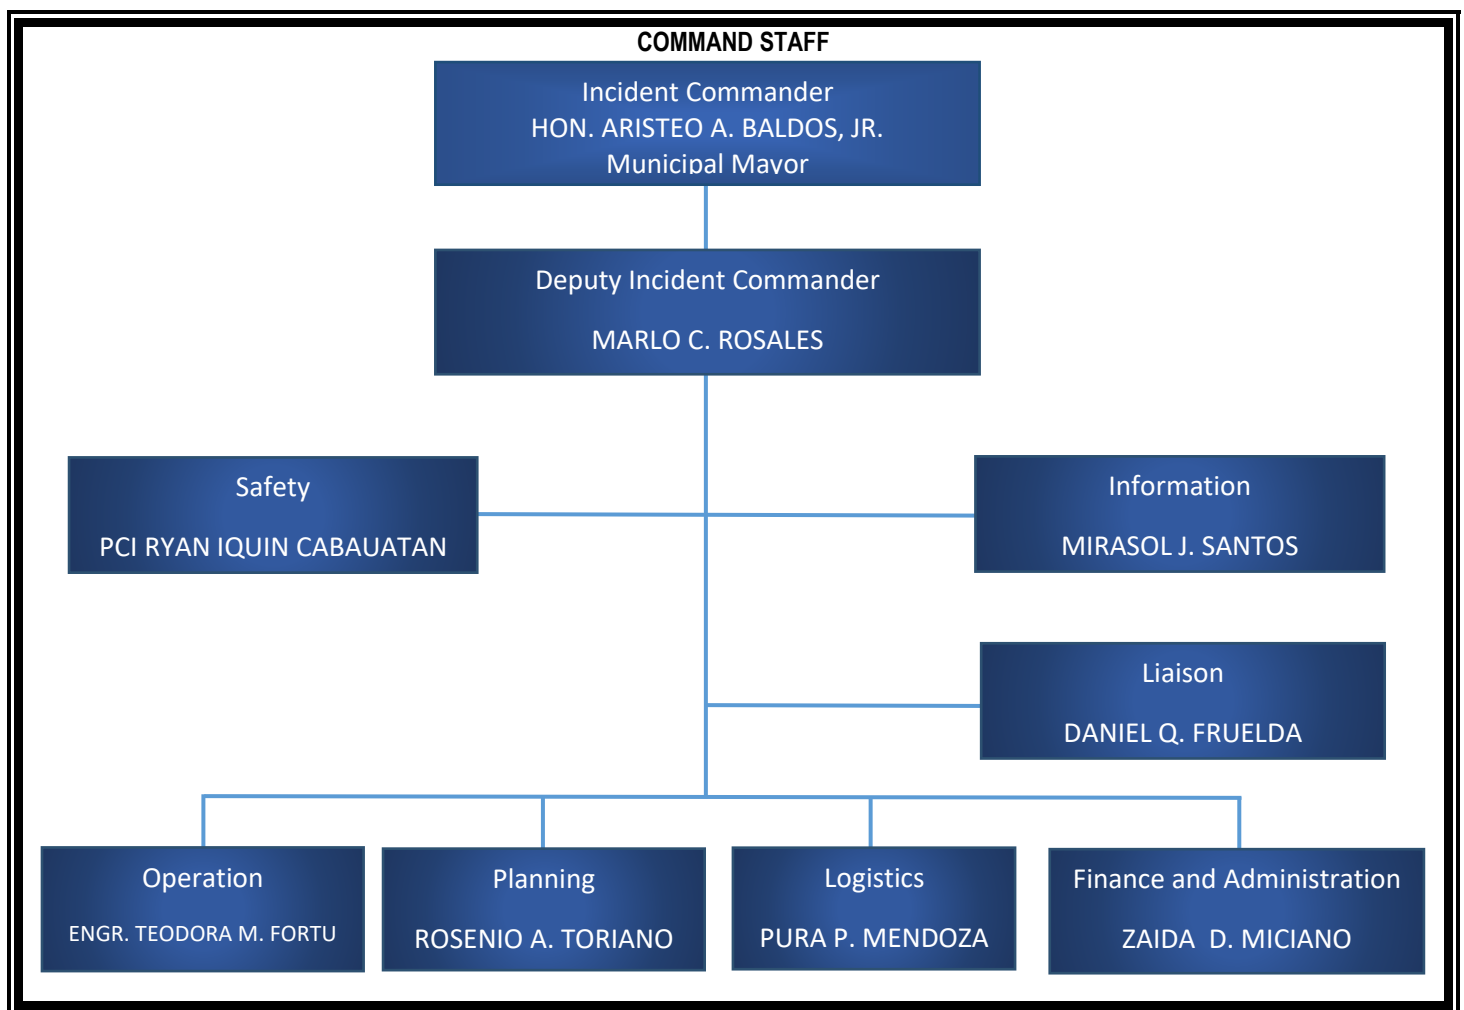 COMMAND STAFF
Incident Commander
HON. ARISTEO A. BALDOS, JR.
Municipal Mayor
Deputy Incident Commander
MARLO C. ROSALES
Safety
PCI RYAN IQUIN CABAUATAN
Information
MIRASOL J. SANTOS
Liaison
DANIEL Q. FRUELDA
Operation
ENGR. TEODORA M. FORTU
Planning
ROSENIO A. TORIANO
Logistics
PURA P. MENDOZA
Finance and Administration
ZAIDA  D. MICIANO